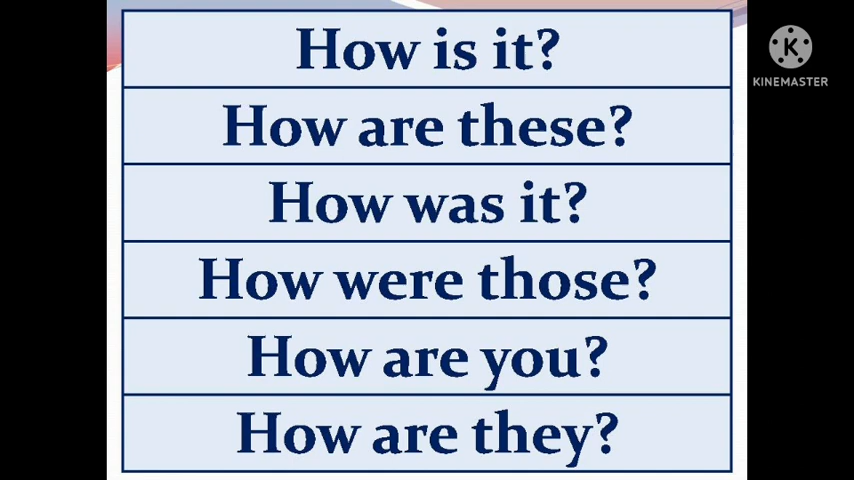 How is it?
How are these?
How was it?
How were those?
How are you?
How are they?
KINEMASTER